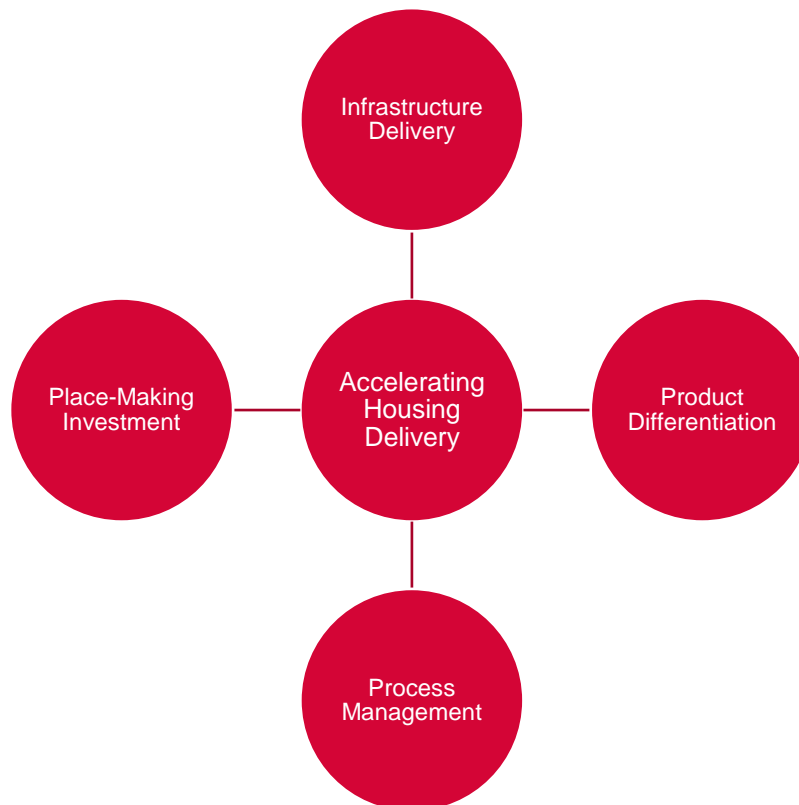 Infrastructure
Delivery
Place-Making
Investment
Accelerating
Housing
Delivery
Product
Differentiation
Process
Management